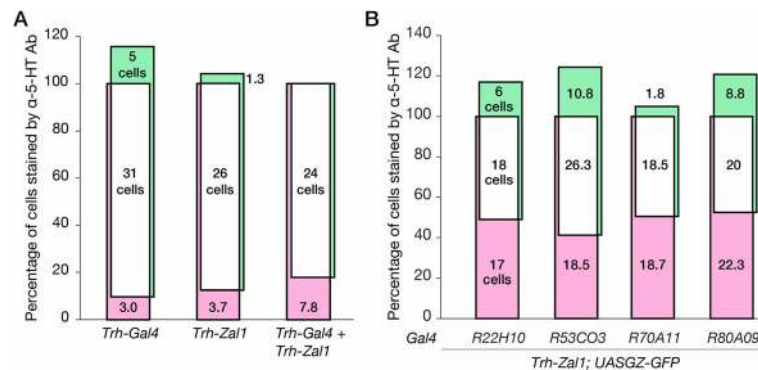 A
B
Percentage of cells stained by α-5-HT Ab
120
100
80
60
40
20
0
5
cells
1.3
31
cells
26
cells
24
cells
3.0
3.7
7.8
Trh-Gal4
Trh-Zal1
Trh-Gal4 +
Trh-Zal1
Percentage of cells stained by α-5-HT Ab
140
120
100
80
60
40
20
0
6
cells
10.8
1.8
8.8
18
cells
26.3
18.5
20
17
cells
18.5
18.7
22.3
Gal4
R22H10
R53CO3
R70A11
R80A09
Trh-Zal1; UASGZ-GFP